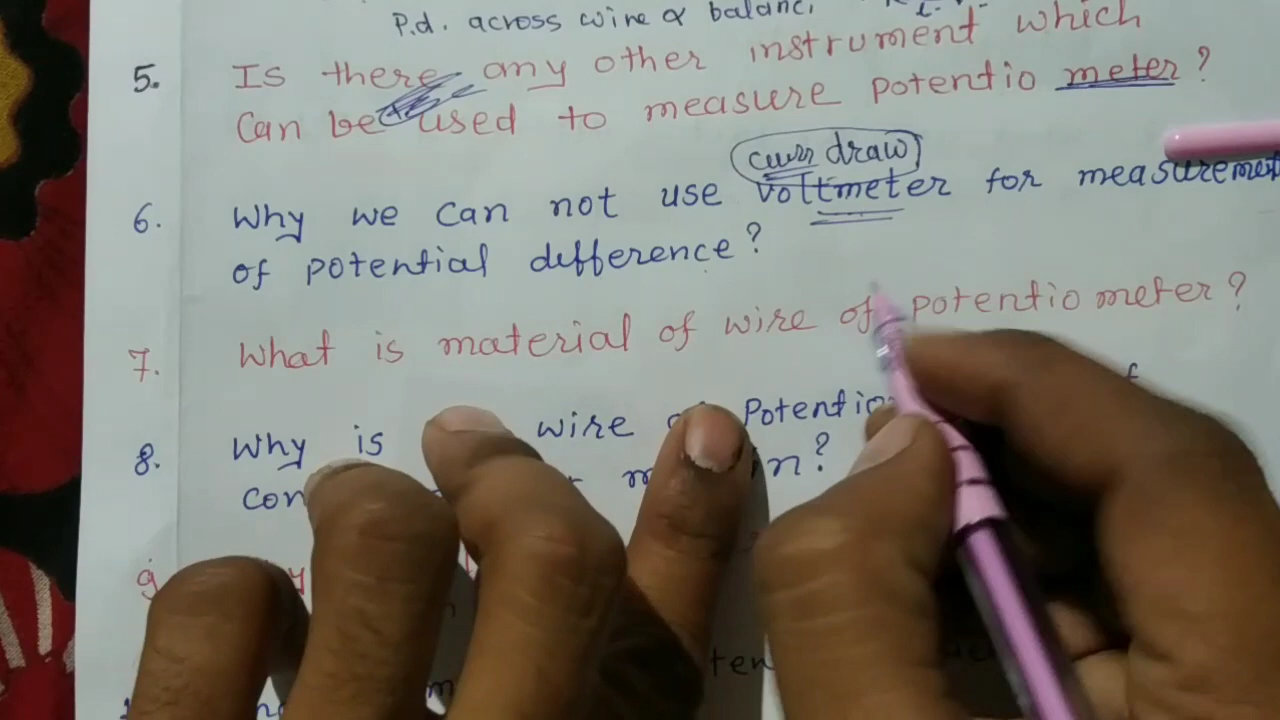 P.d. across wire α balanc
5. Is there any other instrument which
Can be used to measure potentio meter?
curr draw
6. Why we can not use voltmeter for measurement
of potential difference?
7. What is material of wire of potentio meter?
8. Why is wire Potentio
con n?